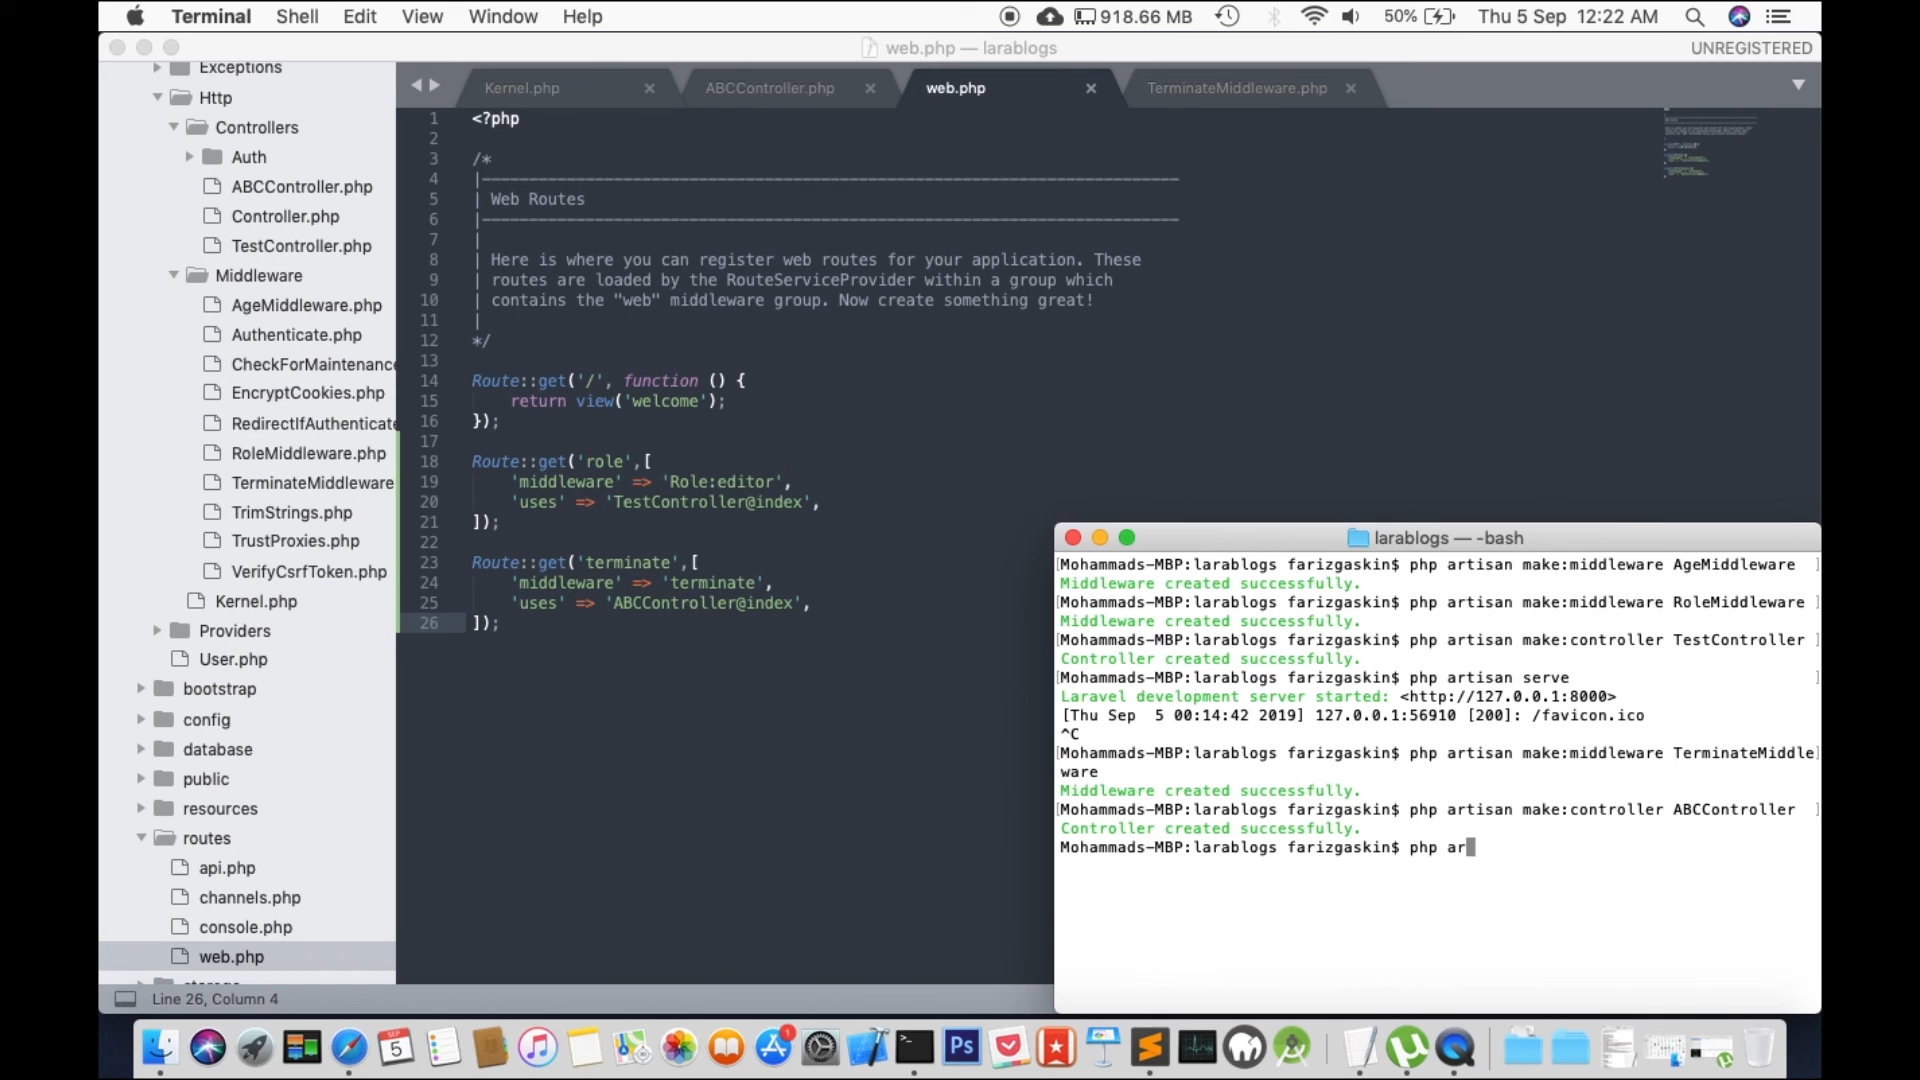 Terminal Shell Edit View Window Help 918.66 MB 50% Thu 5 Sep 12:22 AM
web.php — larablogs UNREGISTERED
Exceptions
Http
Controllers
Auth
ABCController.php
Controller.php
TestController.php
Middleware
AgeMiddleware.php
Authenticate.php
CheckForMaintenance
EncryptCookies.php
RedirectIfAuthenticate
RoleMiddleware.php
TerminateMiddleware
TrimStrings.php
TrustProxies.php
VerifyCsrfToken.php
Kernel.php
Providers
User.php
bootstrap
config
database
public
resources
routes
api.php
channels.php
console.php
web.php
Kernel.php ABCController.php web.php TerminateMiddleware.php
1 <?php
2
3 /*
4 |--------------------------------------------------------------------------
5 | Web Routes
6 |--------------------------------------------------------------------------
7 |
8 | Here is where you can register web routes for your application. These
9 | routes are loaded by the RouteServiceProvider within a group which
10 | contains the "web" middleware group. Now create something great!
11 |
12 */
13
14 Route::get('/', function () {
15     return view('welcome');
16 });
17
18 Route::get('role',[
19     'middleware' => 'Role:editor',
20     'uses' => 'TestController@index',
21 ]);
22
23 Route::get('terminate',[
24     'middleware' => 'terminate',
25     'uses' => 'ABCController@index',
26 ]);
larablogs — -bash
[Mohammads-MBP:larablogs farizgaskin$ php artisan make:middleware AgeMiddleware ]
Middleware created successfully.
[Mohammads-MBP:larablogs farizgaskin$ php artisan make:middleware RoleMiddleware ]
Middleware created successfully.
[Mohammads-MBP:larablogs farizgaskin$ php artisan make:controller TestController ]
Controller created successfully.
[Mohammads-MBP:larablogs farizgaskin$ php artisan serve ]
Laravel development server started: <http://127.0.0.1:8000>
[Thu Sep  5 00:14:42 2019] 127.0.0.1:56910 [200]: /favicon.ico
^C
[Mohammads-MBP:larablogs farizgaskin$ php artisan make:middleware TerminateMiddle]
ware
Middleware created successfully.
[Mohammads-MBP:larablogs farizgaskin$ php artisan make:controller ABCController ]
Controller created successfully.
Mohammads-MBP:larablogs farizgaskin$ php ar
Line 26, Column 4
SEP
5
1
Ps